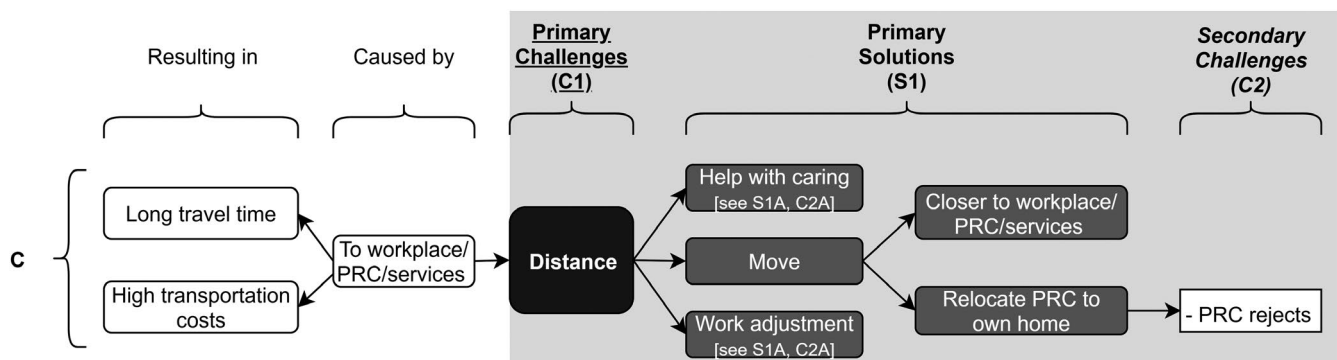 Resulting in
Caused by
Primary
Challenges
(C1)
Primary
Solutions
(S1)
Secondary
Challenges
(C2)
C
Long travel time
High transportation
costs
To workplace/
PRC/services
Distance
Help with caring
[see S1A, C2A]
Move
Work adjustment
[see S1A, C2A]
Closer to workplace/
PRC/services
Relocate PRC to
own home
- PRC rejects